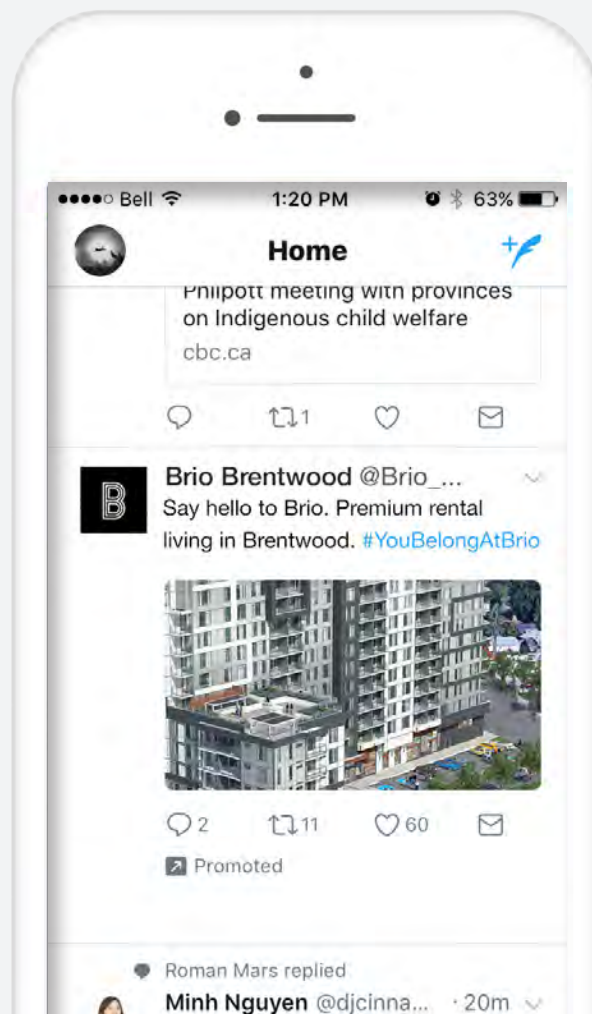 Bell 1:20 PM 63%
Home
Philpott meeting with provinces
on Indigenous child welfare
cbc.ca
1
B
Brio Brentwood @Brio_...
Say hello to Brio. Premium rental
living in Brentwood. #YouBelongAtBrio
2 11 60
Promoted
Roman Mars replied
Minh Nguyen @djcinna... · 20m